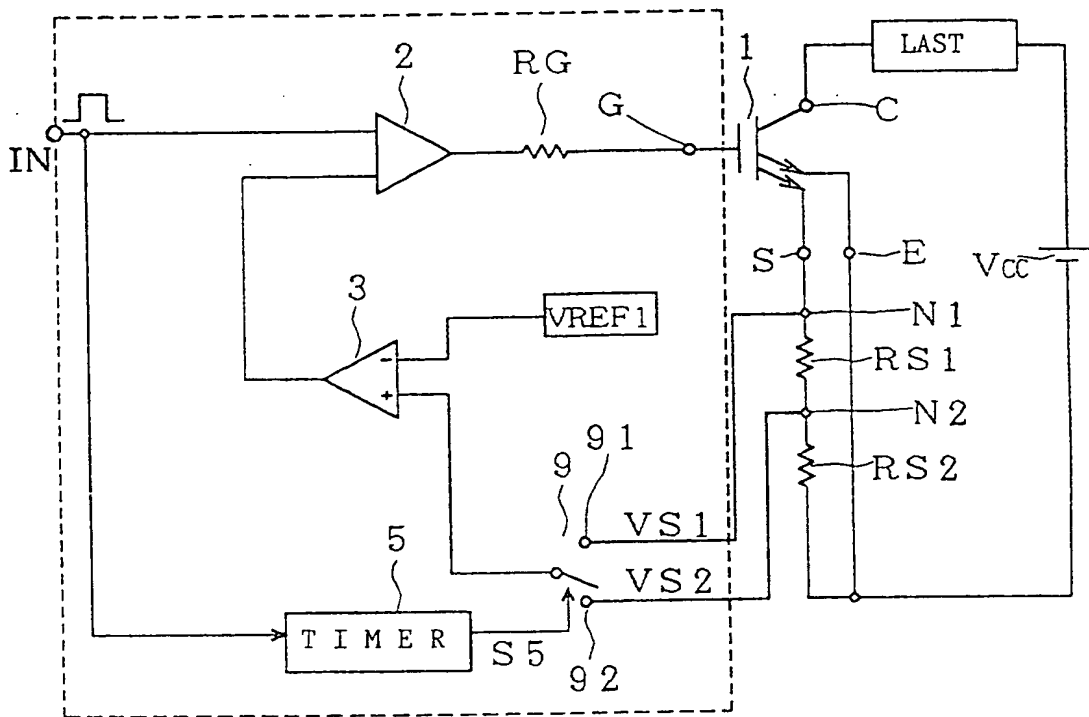 LAST
1
2
RG
G
C
IN
S
E
VCC
3
VREF1
N1
RS1
N2
RS2
-
+
9
91
VS1
VS2
5
TIMER
S5
92